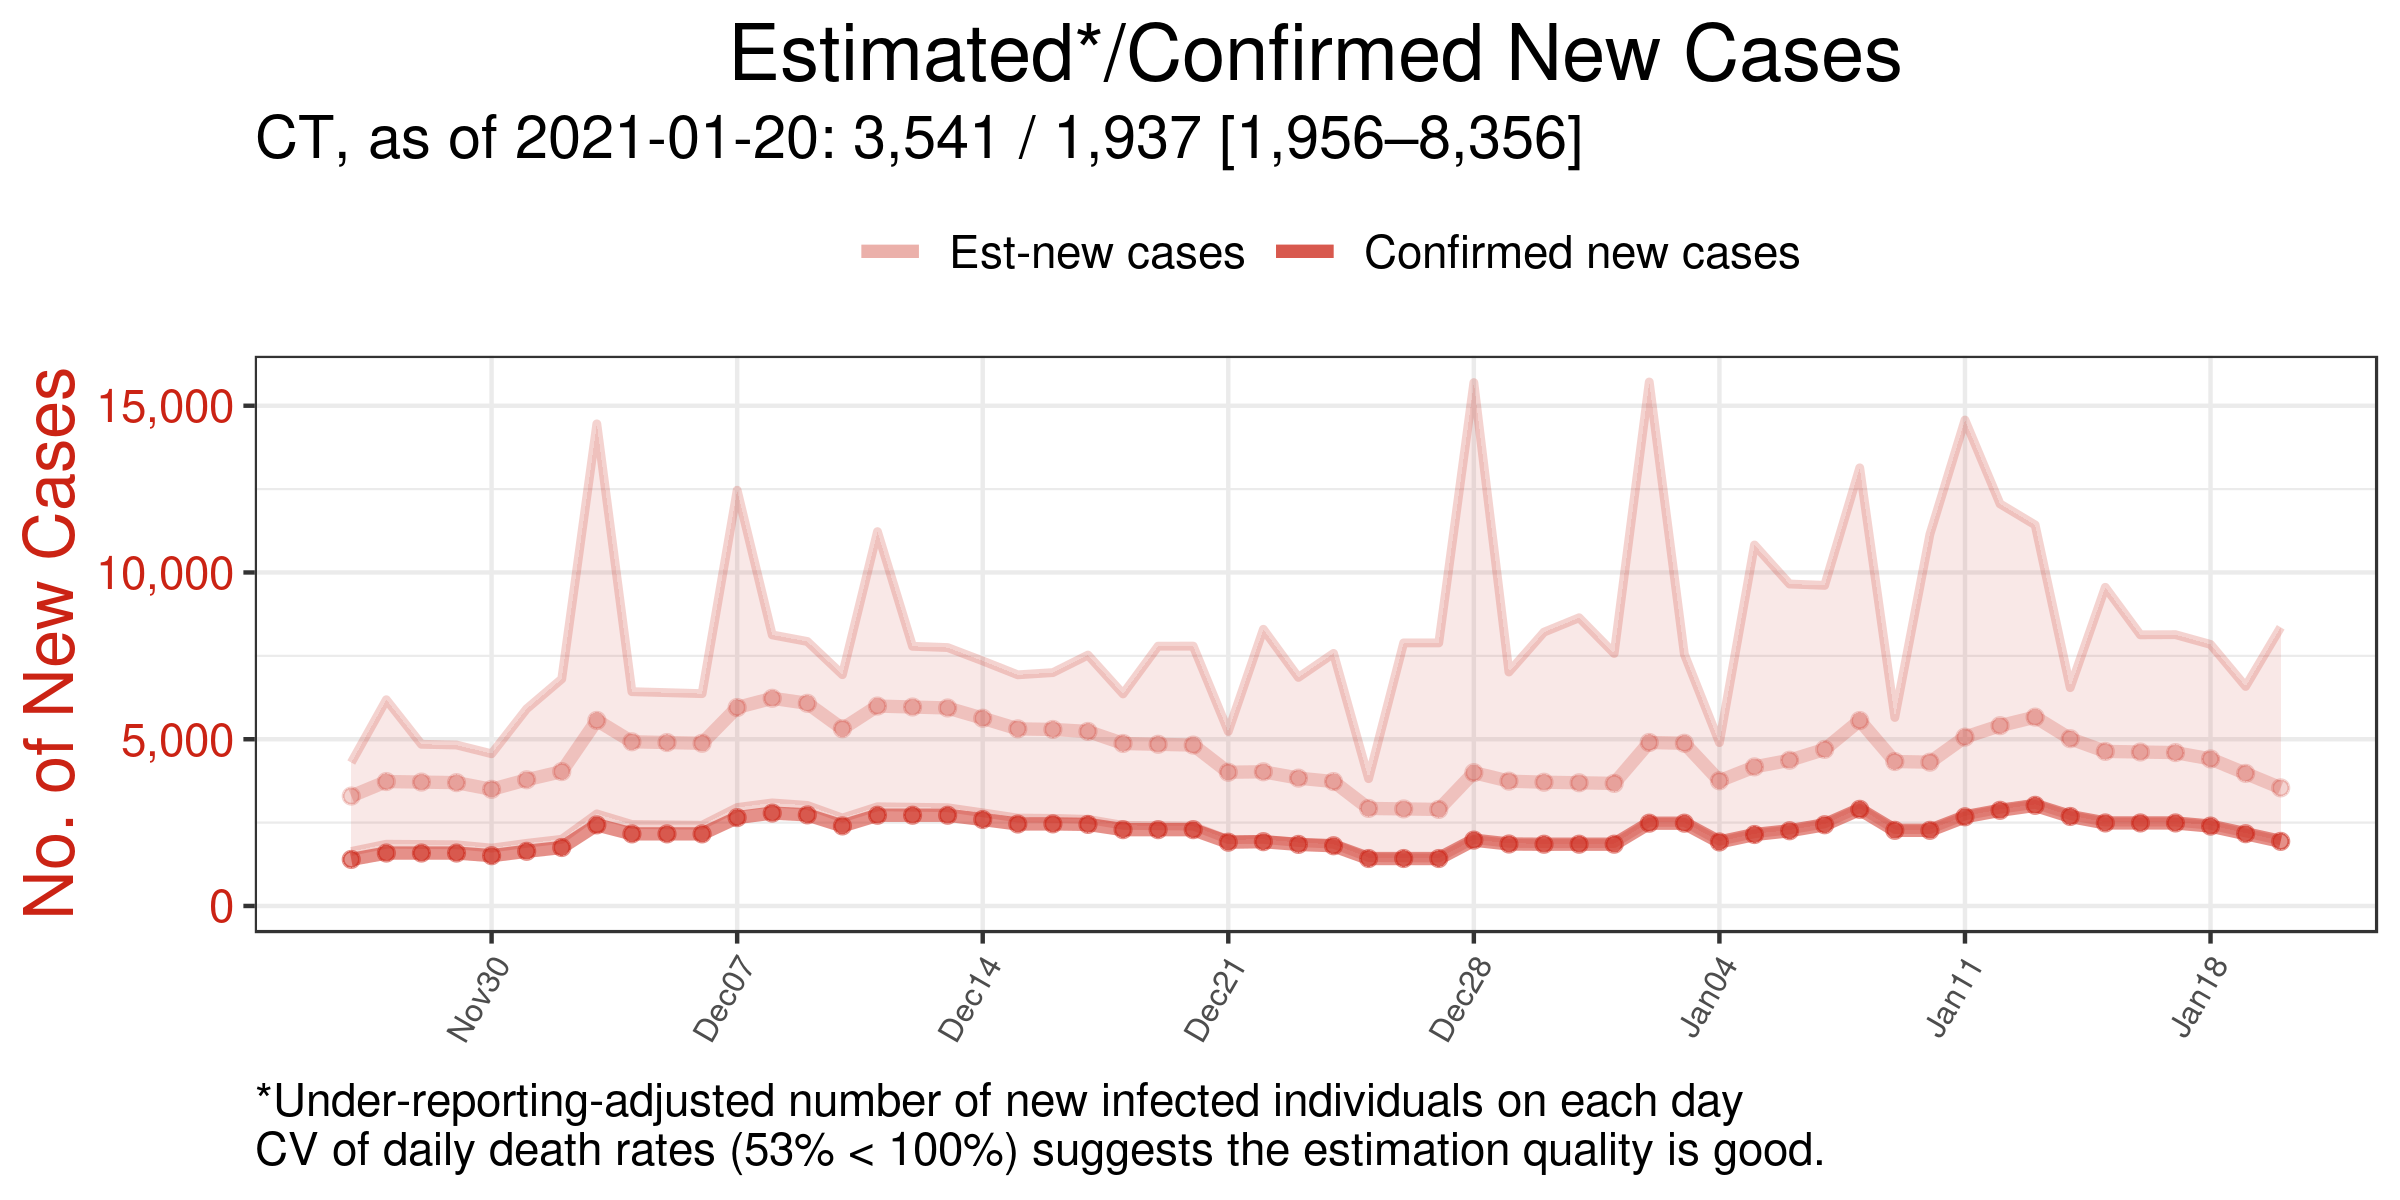 Estimated*/Confirmed New Cases
CT, as of 2021-01-20: 3,541 / 1,937 [1,956–8,356]
Est-new cases Confirmed new cases
No. of New Cases
15,000
10,000
5,000
0
Nov30 Dec07 Dec14 Dec21 Dec28 Jan04 Jan11 Jan18
*Under-reporting-adjusted number of new infected individuals on each day
CV of daily death rates (53% < 100%) suggests the estimation quality is good.